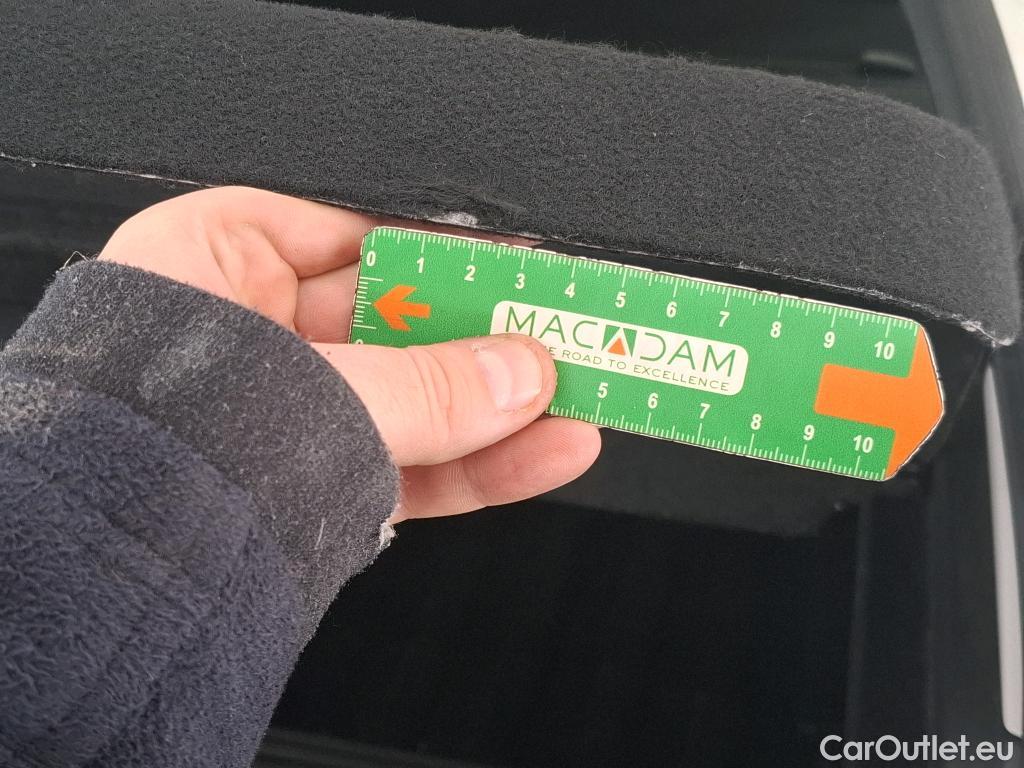 0 1 2 3 4 5 6 7 8 9 10
MACADAM
ROAD TO EXCELLENCE
5 6 7 8 9 10
CarOutlet.eu